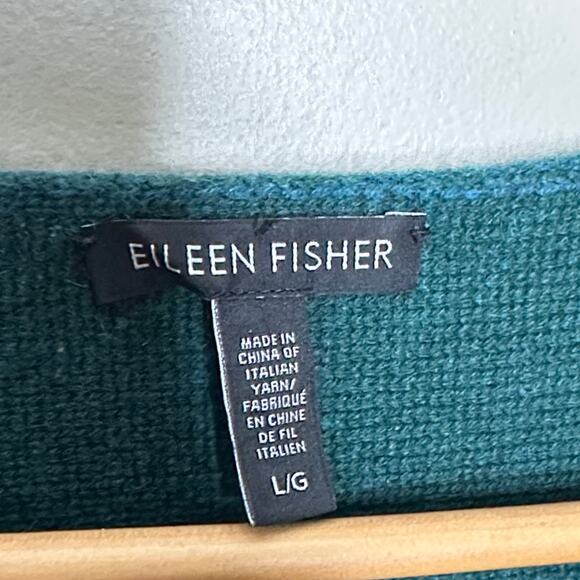 EILEEN FISHER
MADE IN
CHINA OF
ITALIAN
YARN/
FABRIQUÉ
EN CHINE
DE FIL
ITALIEN
L/G